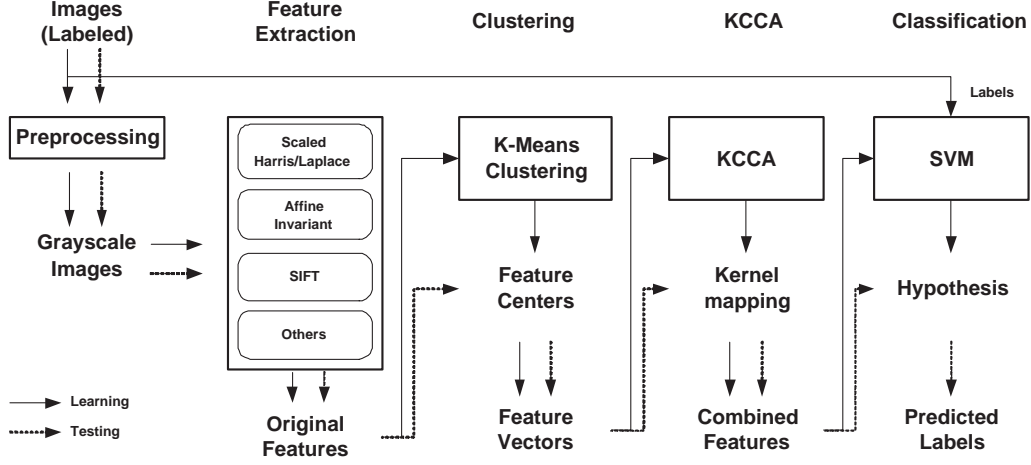 Images
(Labeled)
Feature
Extraction
Clustering
KCCA
Classification
Labels
Preprocessing
Scaled
Harris/Laplace
Affine
Invariant
SIFT
Others
K-Means
Clustering
KCCA
SVM
Grayscale
Images
Feature
Centers
Kernel
mapping
Hypothesis
Learning
Testing
Original
Features
Feature
Vectors
Combined
Features
Predicted
Labels